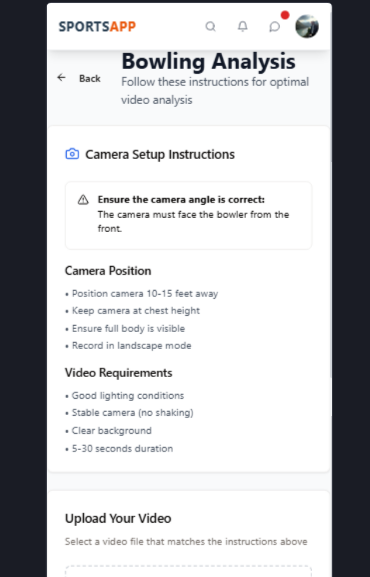 SPORTSAPP
Bowling Analysis
Back
Follow these instructions for optimal
video analysis
Camera Setup Instructions
Ensure the camera angle is correct:
The camera must face the bowler from the
front.
Camera Position
• Position camera 10-15 feet away
• Keep camera at chest height
• Ensure full body is visible
• Record in landscape mode
Video Requirements
• Good lighting conditions
• Stable camera (no shaking)
• Clear background
• 5-30 seconds duration
Upload Your Video
Select a video file that matches the instructions above